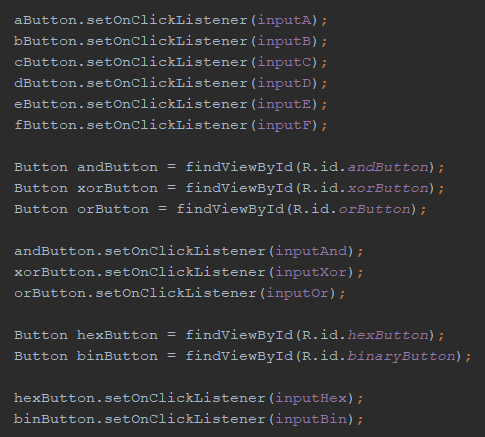 aButton.setOnClickListener(inputA);
bButton.setOnClickListener(inputB);
cButton.setOnClickListener(inputC);
dButton.setOnClickListener(inputD);
eButton.setOnClickListener(inputE);
fButton.setOnClickListener(inputF);
Button andButton = findViewById(R.id.andButton);
Button xorButton = findViewById(R.id.xorButton);
Button orButton = findViewById(R.id.orButton);
andButton.setOnClickListener(inputAnd);
xorButton.setOnClickListener(inputXor);
orButton.setOnClickListener(inputOr);
Button hexButton = findViewById(R.id.hexButton);
Button binButton = findViewById(R.id.binaryButton);
hexButton.setOnClickListener(inputHex);
binButton.setOnClickListener(inputBin);